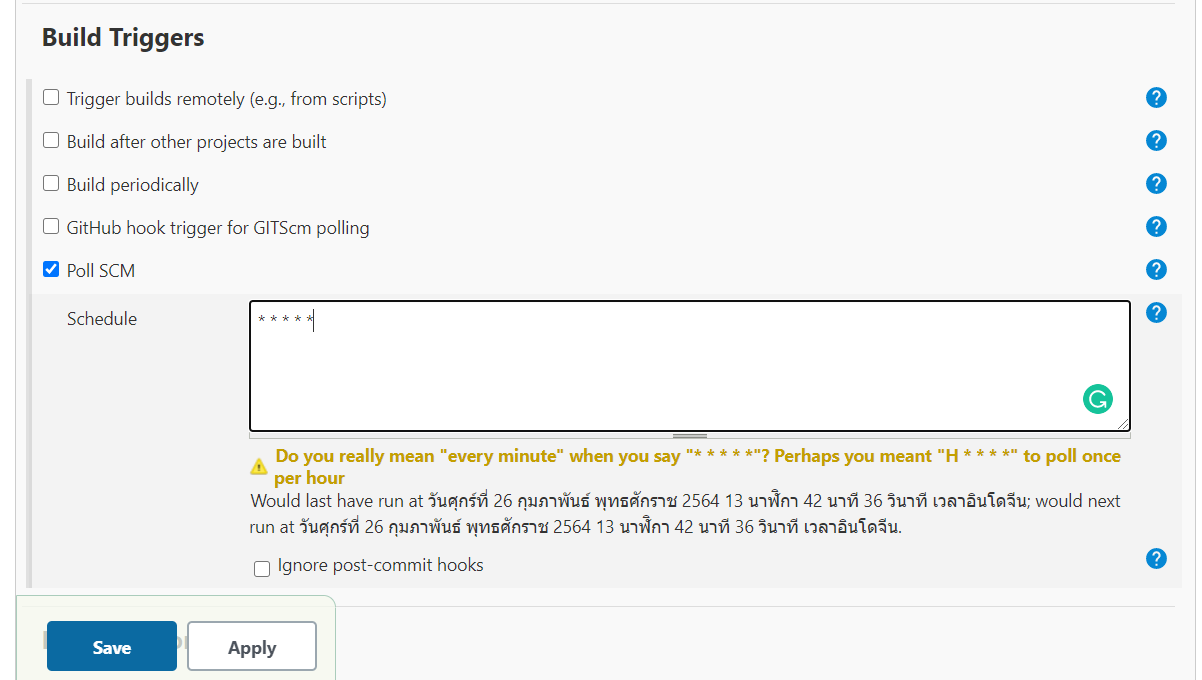 Build Triggers
Trigger builds remotely (e.g., from scripts)
Build after other projects are built
Build periodically
GitHub hook trigger for GITScm polling
Poll SCM
Schedule
* * * * *
Do you really mean "every minute" when you say "* * * * *"? Perhaps you meant "H * * * *" to poll once
per hour
Would last have run at วันศุกร์ที่ 26 กุมภาพันธ์ พุทธศักราช 2564 13 นาฬิกา 42 นาที 36 วินาที เวลาอินโดจีน; would next
run at วันศุกร์ที่ 26 กุมภาพันธ์ พุทธศักราช 2564 13 นาฬิกา 42 นาที 36 วินาที เวลาอินโดจีน.
Ignore post-commit hooks
Save
Apply